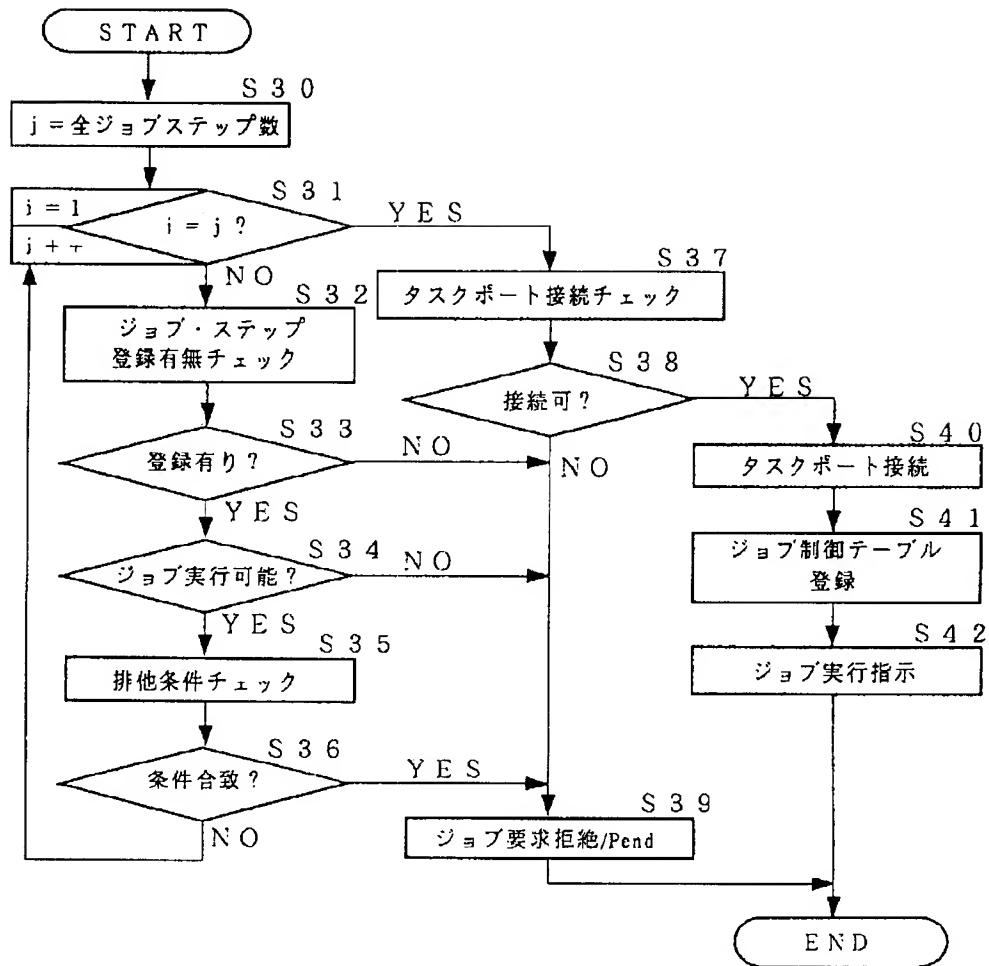 START
S30
j=全ジョブステップ数
S31
i=1
i=j?
YES
NO
S32
ジョブ・ステップ
登録有無チェック
S33
登録有り?
NO
YES
S34
ジョブ実行可能?
NO
YES
S35
排他条件チェック
S36
条件合致?
YES
NO
S37
タスクポート接続チェック
S38
接続可?
YES
NO
S39
ジョブ要求拒絶/Pend
S40
タスクポート接続
S41
ジョブ制御テーブル
登録
S42
ジョブ実行指示
END